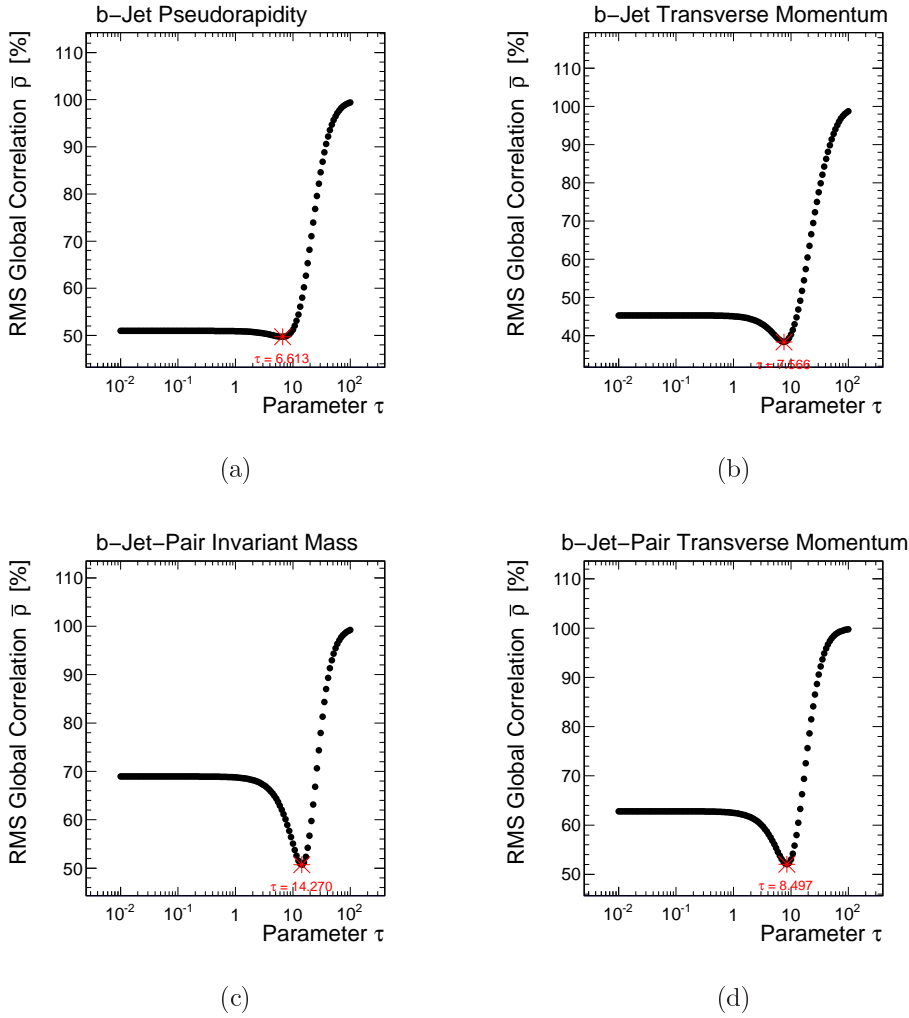 b−Jet Pseudorapidity
RMS Global Correlation ρ̅ [%]
110
100
90
80
70
60
50
τ = 6.613
10⁻² 10⁻¹ 1 10 10²
Parameter τ
(a)
b−Jet Transverse Momentum
RMS Global Correlation ρ̅ [%]
110
100
90
80
70
60
50
40
τ = 7.566
10⁻² 10⁻¹ 1 10 10²
Parameter τ
(b)
b−Jet−Pair Invariant Mass
RMS Global Correlation ρ̅ [%]
110
100
90
80
70
60
50
τ = 14.270
10⁻² 10⁻¹ 1 10 10²
Parameter τ
(c)
b−Jet−Pair Transverse Momentum
RMS Global Correlation ρ̅ [%]
110
100
90
80
70
60
50
τ = 8.497
10⁻² 10⁻¹ 1 10 10²
Parameter τ
(d)